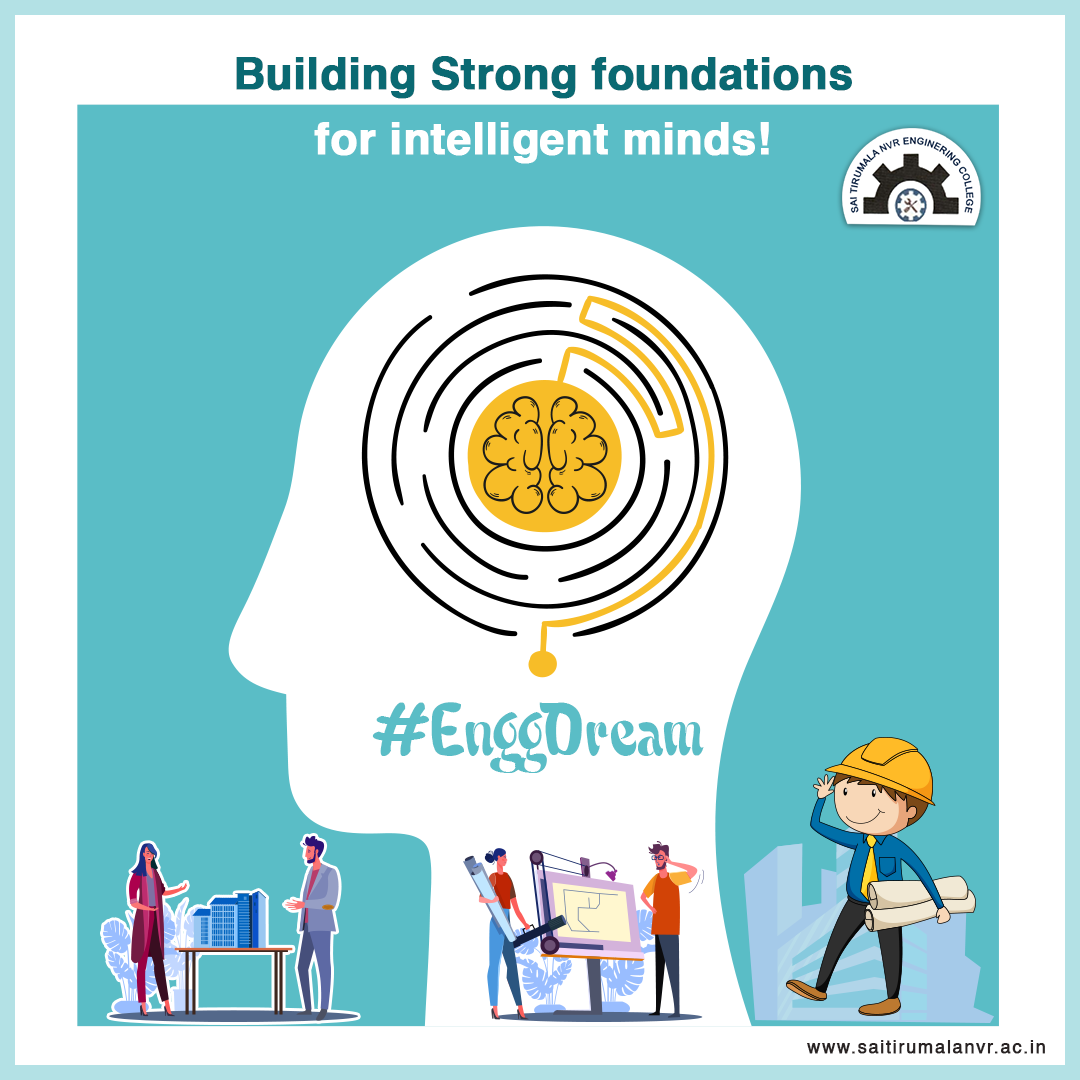 Building Strong foundations
for intelligent minds!
SAI TIRUMALA NVR ENGINERING COLLEGE
#EnggDream
www.saitirumalanvr.ac.in